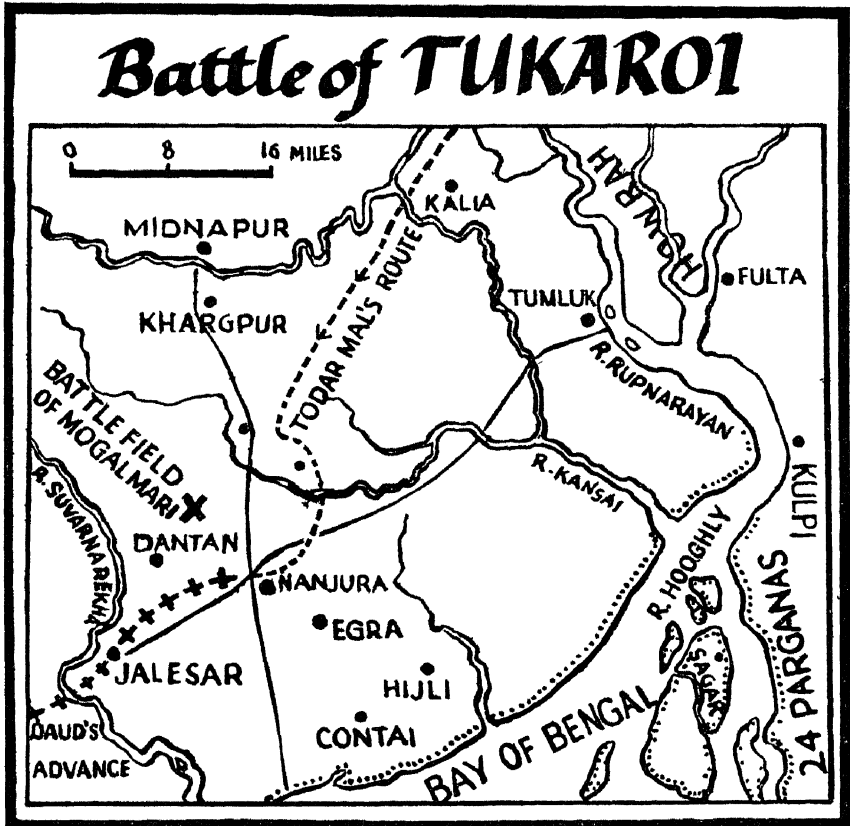 Battle of TUKAROI
0 8 16 MILES
HOWRAH
KALIA
MIDNAPUR
FULTA
TUMLUK
KHARGPUR
TODAR MAL'S ROUTE
R. RUPNARAYAN
BATTLE FIELD
OF MOGALMARI
KULPI
R. KANSAI
R. SUVARNAREKHA
DANTAN
R. HOOGHLY
NANJURA
24 PARGANAS
EGRA
SAGAR
JALESAR
HIJLI
CONTAI
BAY OF BENGAL
DAUD'S
ADVANCE